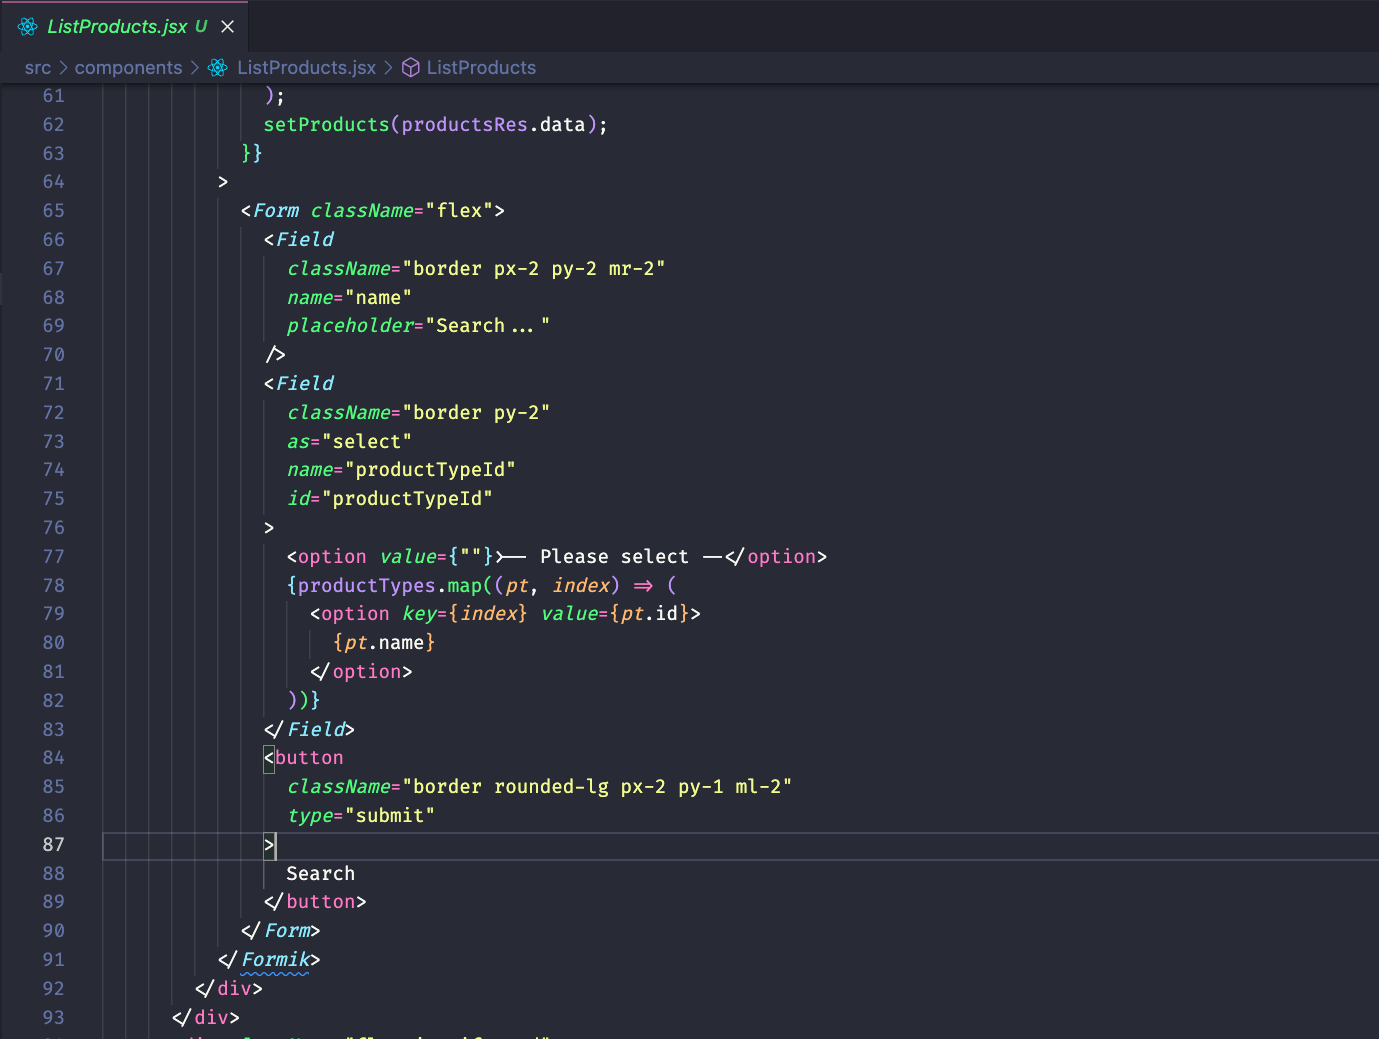 ListProducts.jsx U
src > components > ListProducts.jsx > ListProducts
61 );
62 setProducts(productsRes.data);
63 }}
64 >
65 <Form className="flex">
66 <Field
67 className="border px-2 py-2 mr-2"
68 name="name"
69 placeholder="Search..."
70 />
71 <Field
72 className="border py-2"
73 as="select"
74 name="productTypeId"
75 id="productTypeId"
76 >
77 <option value={""}>-- Please select --</option>
78 {productTypes.map((pt, index) => (
79 <option key={index} value={pt.id}>
80 {pt.name}
81 </option>
82 ))}
83 </Field>
84 <button
85 className="border rounded-lg px-2 py-1 ml-2"
86 type="submit"
87 >
88 Search
89 </button>
90 </Form>
91 </Formik>
92 </div>
93 </div>